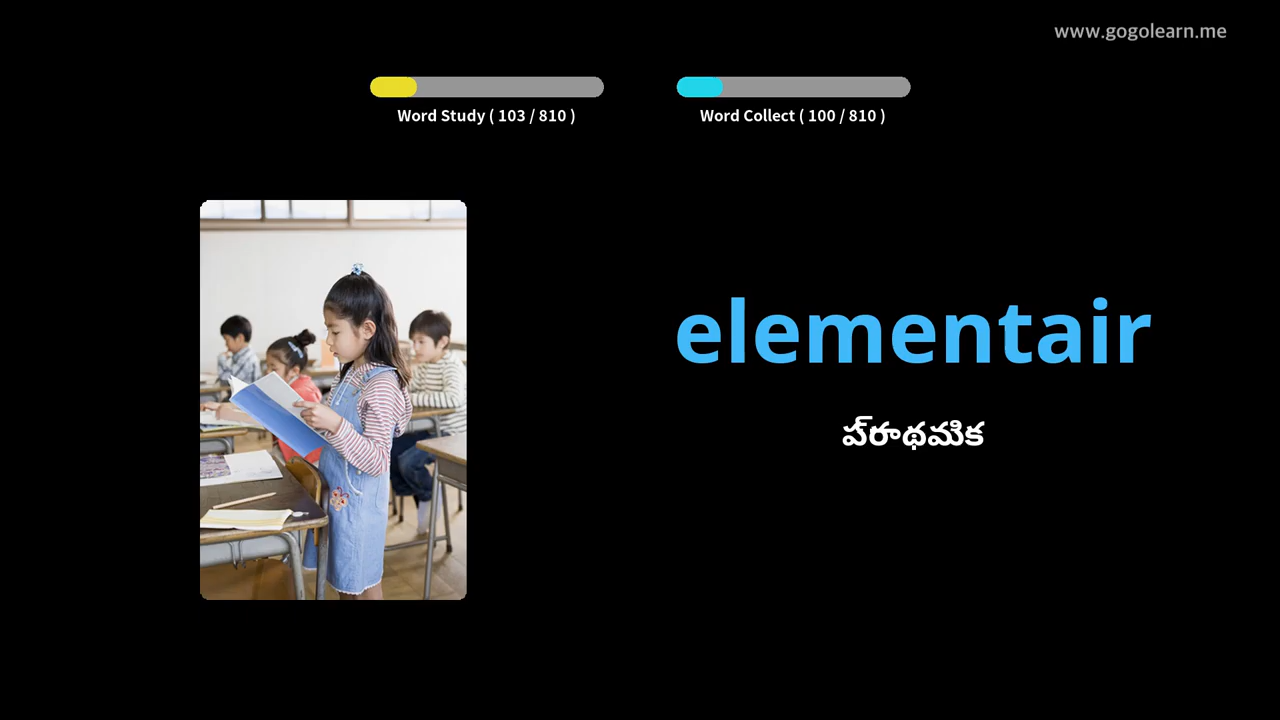 www.gogolearn.me
Word Study ( 103 / 810 )
Word Collect ( 100 / 810 )
elementair
ప్రాథమిక